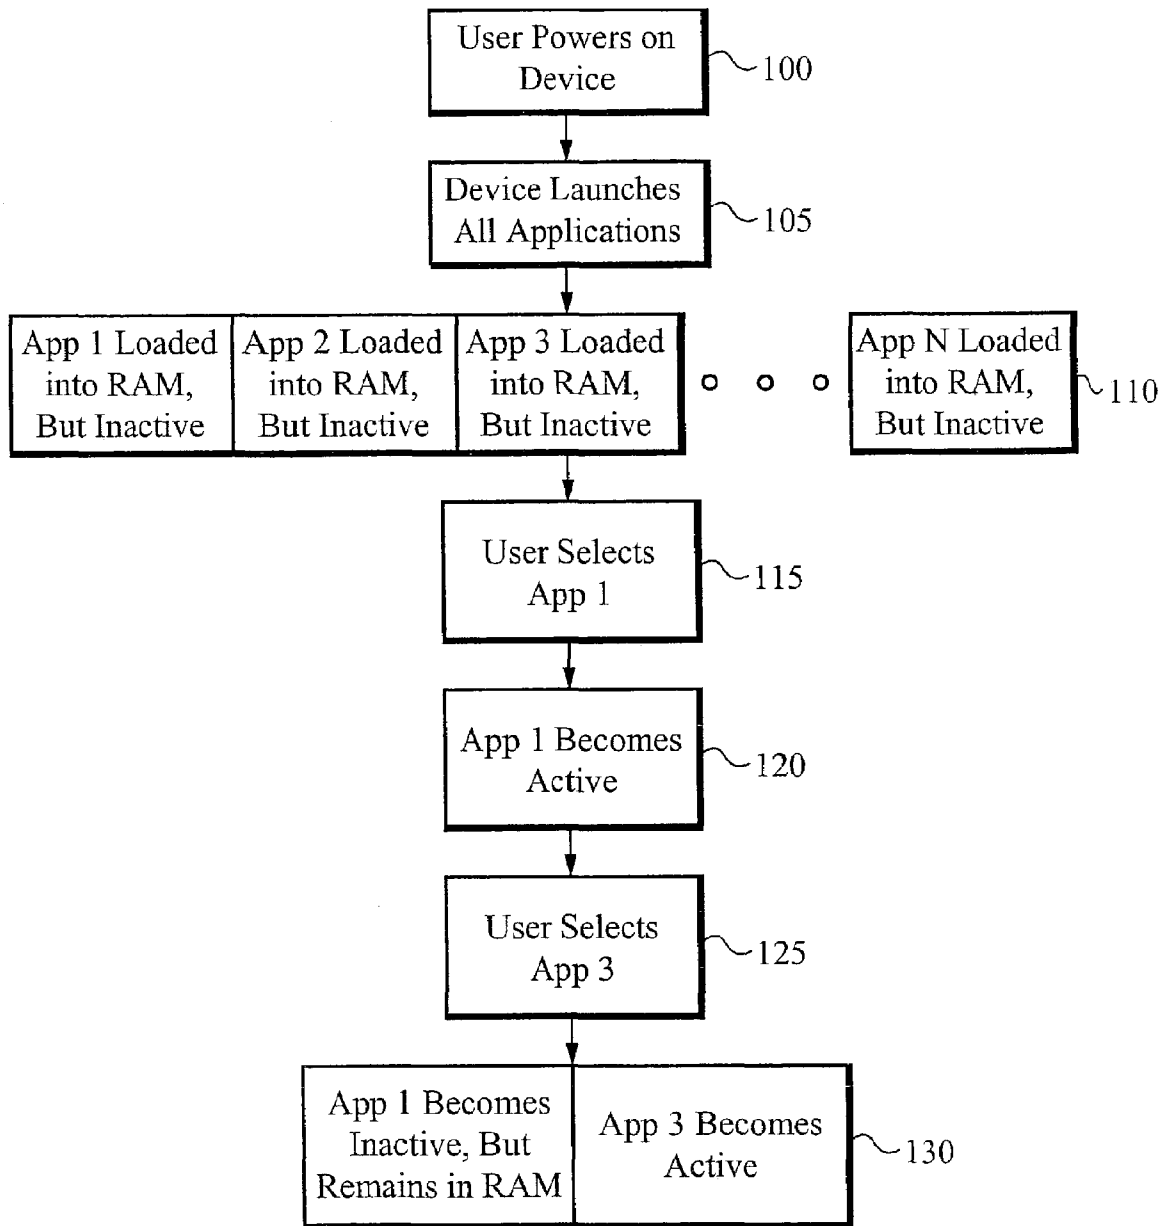 User Powers on
Device
100
Device Launches
All Applications
105
App 1 Loaded
into RAM,
But Inactive
App 2 Loaded
into RAM,
But Inactive
App 3 Loaded
into RAM,
But Inactive
App N Loaded
into RAM,
But Inactive
110
User Selects
App 1
115
App 1 Becomes
Active
120
User Selects
App 3
125
App 1 Becomes
Inactive, But
Remains in RAM
App 3 Becomes
Active
130